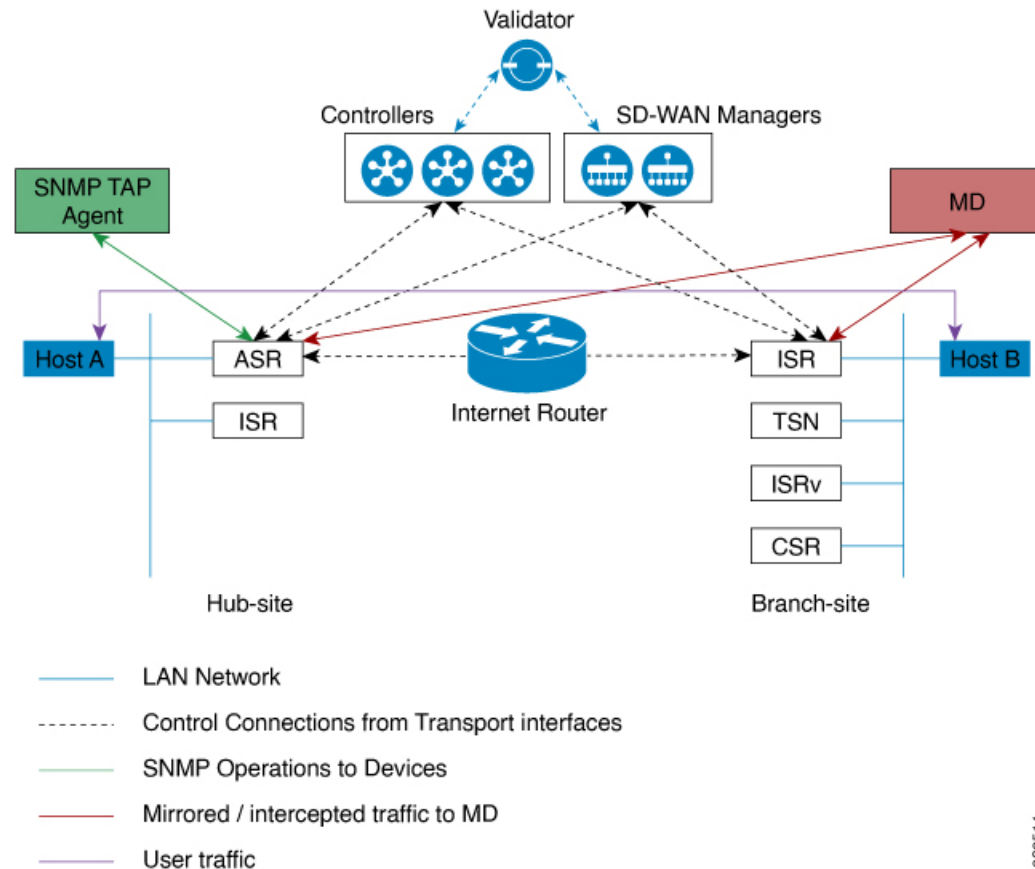 Validator
Controllers
SD-WAN Managers
SNMP TAP
Agent
MD
Host A
ASR
ISR
Internet Router
ISR
Host B
ISR
TSN
ISRv
CSR
Hub-site
Branch-site
LAN Network
Control Connections from Transport interfaces
SNMP Operations to Devices
Mirrored / intercepted traffic to MD
User traffic